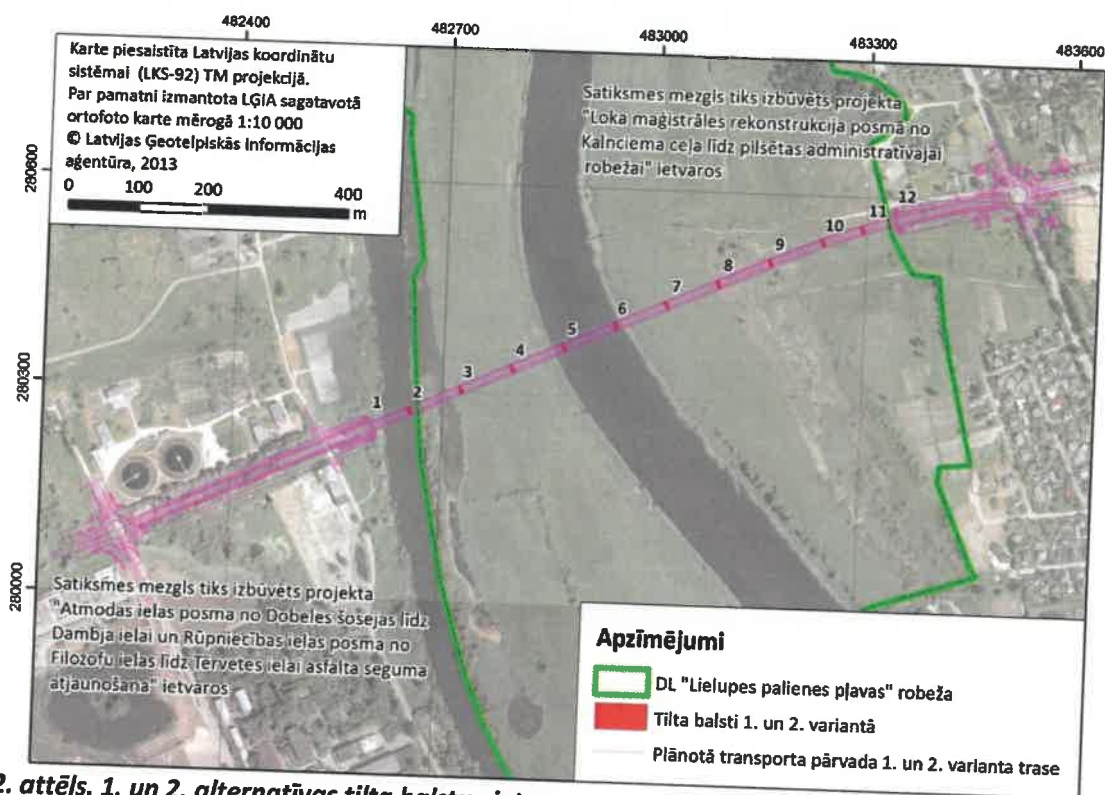 482400 482700 483000 483300 483600
Karte piesaistīta Latvijas koordinātu
sistēmai (LKS-92) TM projekcijā.
Par pamatni izmantota LĢIA sagatavotā
ortofoto karte mērogā 1:10 000
© Latvijas Ģeotelpiskās informācijas
aģentūra, 2013
0 100 200 400
m
Satiksmes mezgls tiks izbūvēts projekta
"Loka maģistrāles rekonstrukcija posmā no
Kalnciema ceļa līdz pilsētas administratīvajai
robežai" ietvaros
280600
280300
280000
1
2
3
4
5
6
7
8
9
10
11
12
Satiksmes mezgls tiks izbūvēts projekta
"Atmodas ielas posma no Dobeles šosejas līdz
Dambja ielai un Rūpniecības ielas posma no
Filozofu ielas līdz Tērvetes ielai asfalta seguma
atjaunošana" ietvaros
Apzīmējumi
DL "Lielupes palienes pļavas" robeža
Tilta balsti 1. un 2. variantā
Plānotā transporta pārvada 1. un 2. varianta trase
2. attēls. 1. un 2. alternatīvas tilta